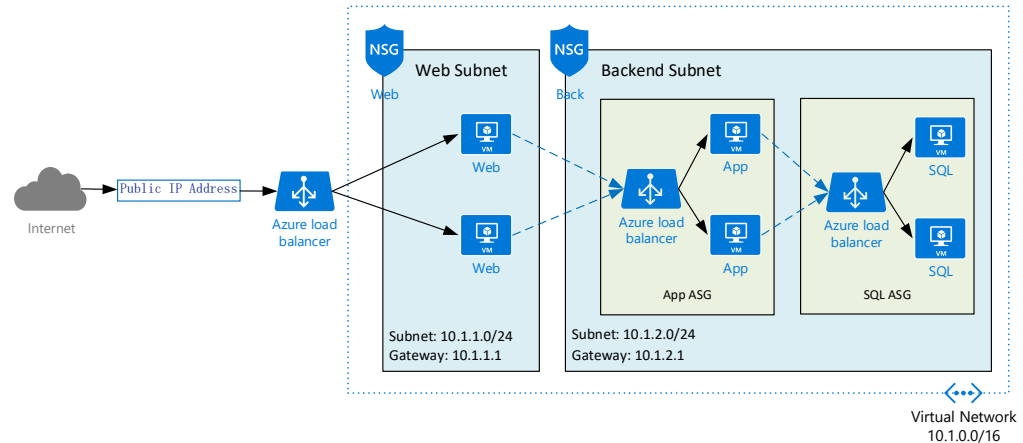 NSG
Web
Web Subnet
NSG
Back
Backend Subnet
VM
Web
VM
Web
VM
App
VM
App
VM
SQL
VM
SQL
Internet
Public IP Address
Azure load
balancer
Azure load
balancer
Azure load
balancer
App ASG
SQL ASG
Subnet: 10.1.1.0/24
Gateway: 10.1.1.1
Subnet: 10.1.2.0/24
Gateway: 10.1.2.1
Virtual Network
10.1.0.0/16